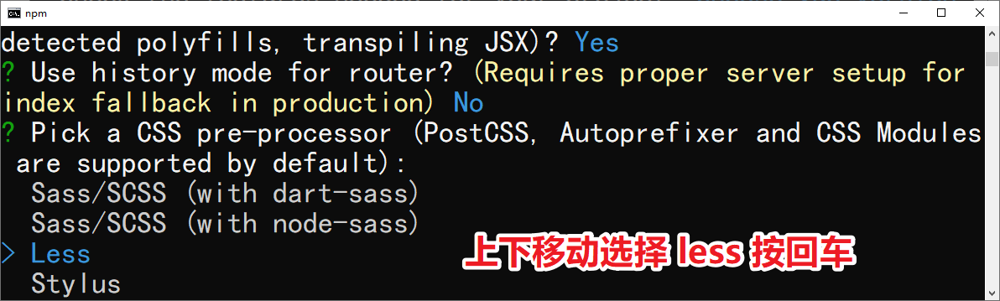 npm
detected polyfills, transpiling JSX)? Yes
? Use history mode for router? (Requires proper server setup for
index fallback in production) No
? Pick a CSS pre-processor (PostCSS, Autoprefixer and CSS Modules
are supported by default):
Sass/SCSS (with dart-sass)
Sass/SCSS (with node-sass)
> Less
Stylus
上下移动选择 less 按回车